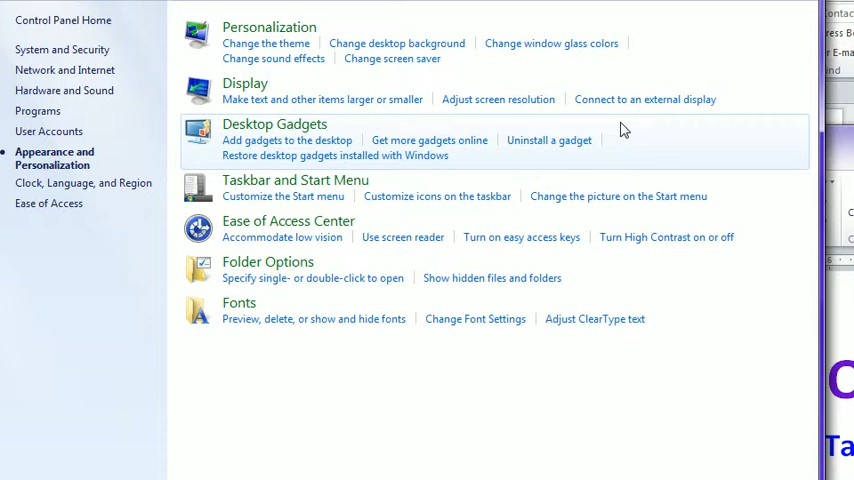 Control Panel Home
System and Security
Network and Internet
Hardware and Sound
Programs
User Accounts
Appearance and
Personalization
Clock, Language, and Region
Ease of Access
Personalization
Change the theme
Change desktop background
Change window glass colors
Change sound effects
Change screen saver
Display
Make text and other items larger or smaller
Adjust screen resolution
Connect to an external display
Desktop Gadgets
Add gadgets to the desktop
Get more gadgets online
Uninstall a gadget
Restore desktop gadgets installed with Windows
Taskbar and Start Menu
Customize the Start menu
Customize icons on the taskbar
Change the picture on the Start menu
Ease of Access Center
Accommodate low vision
Use screen reader
Turn on easy access keys
Turn High Contrast on or off
Folder Options
Specify single- or double-click to open
Show hidden files and folders
Fonts
Preview, delete, or show and hide fonts
Change Font Settings
Adjust ClearType text
Ta